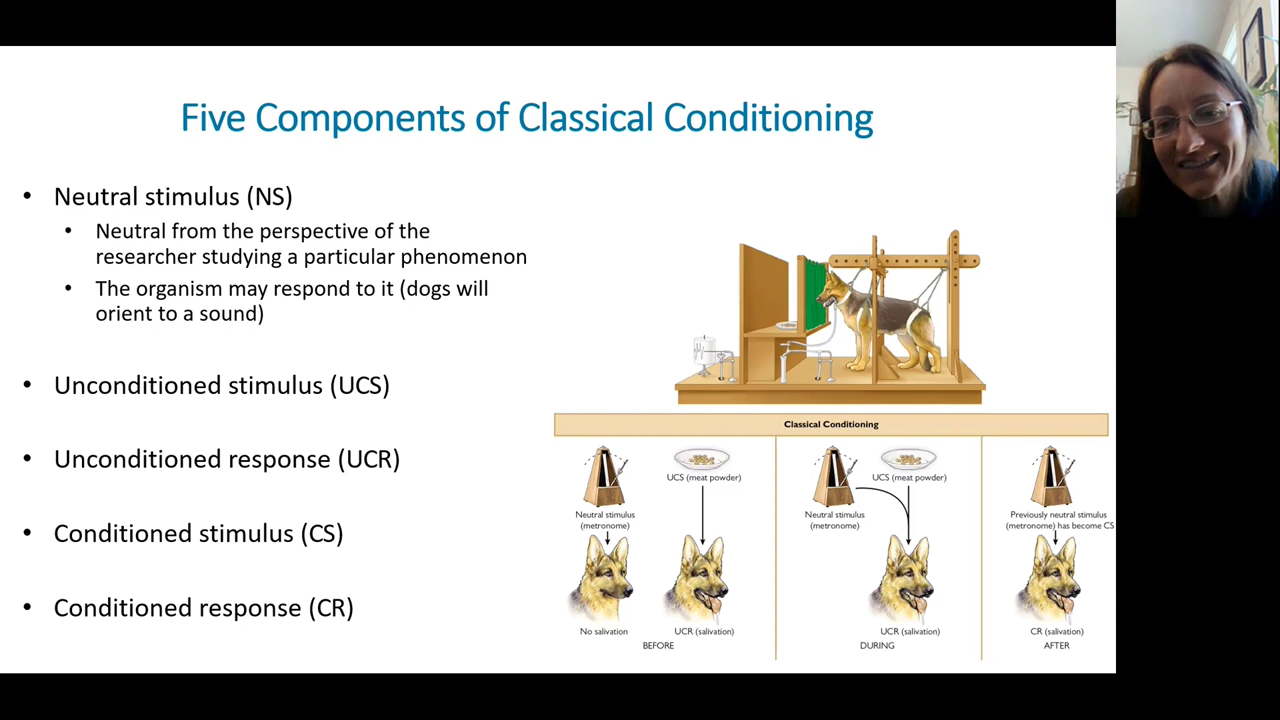 Five Components of Classical Conditioning
• Neutral stimulus (NS)
• Neutral from the perspective of the
researcher studying a particular phenomenon
• The organism may respond to it (dogs will
orient to a sound)
• Unconditioned stimulus (UCS)
• Unconditioned response (UCR)
• Conditioned stimulus (CS)
• Conditioned response (CR)
Classical Conditioning
Neutral stimulus
(metronome)
No salivation
UCS (meat powder)
UCR (salivation)
BEFORE
Neutral stimulus
(metronome)
UCS (meat powder)
UCR (salivation)
DURING
Previously neutral stimulus
(metronome) has become CS
CR (salivation)
AFTER